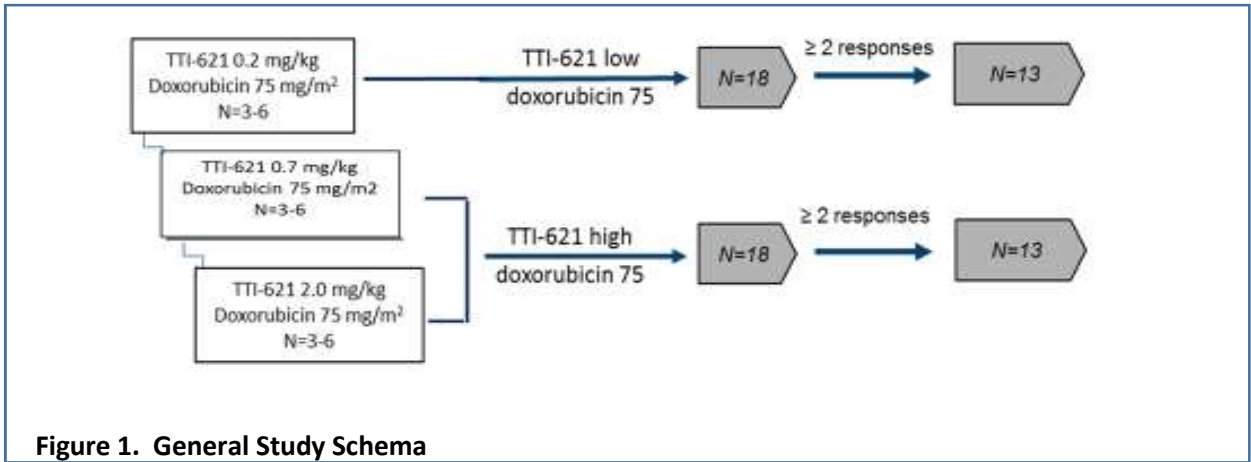 TTI-621 0.2 mg/kg
Doxorubicin 75 mg/m²
N=3-6
TTI-621 low
doxorubicin 75
N=18
≥ 2 responses
N=13
TTI-621 0.7 mg/kg
Doxorubicin 75 mg/m2
N=3-6
TTI-621 high
doxorubicin 75
N=18
≥ 2 responses
N=13
TTI-621 2.0 mg/kg
Doxorubicin 75 mg/m²
N=3-6
Figure 1. General Study Schema